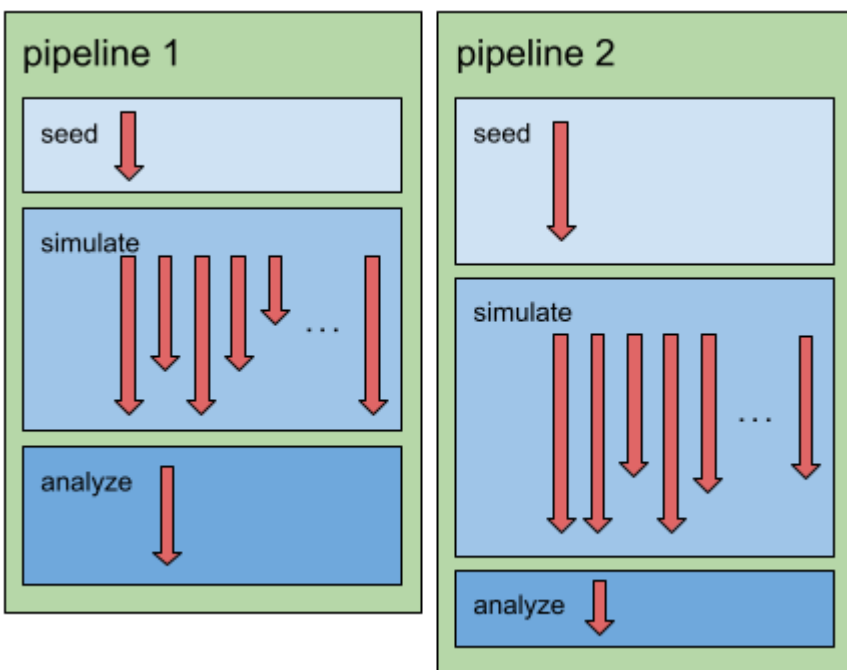 pipeline 1
seed
simulate
...
analyze
pipeline 2
seed
simulate
...
analyze